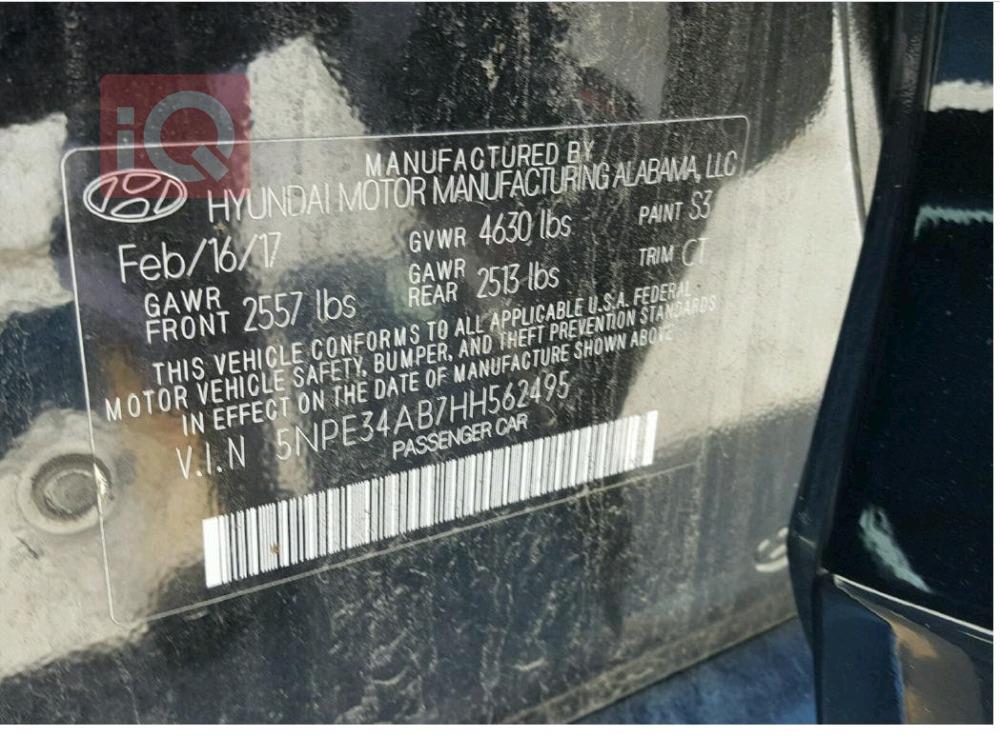 iQ
MANUFACTURED BY
HYUNDAI MOTOR MANUFACTURING ALABAMA, LLC
Feb/16/17 GVWR 4630 lbs PAINT S3
GAWR FRONT 2557 lbs GAWR REAR 2513 lbs TRIM CT
THIS VEHICLE CONFORMS TO ALL APPLICABLE U.S.A. FEDERAL
MOTOR VEHICLE SAFETY, BUMPER, AND THEFT PREVENTION STANDARDS
IN EFFECT ON THE DATE OF MANUFACTURE SHOWN ABOVE
V.I.N 5NPE34AB7HH562495
PASSENGER CAR